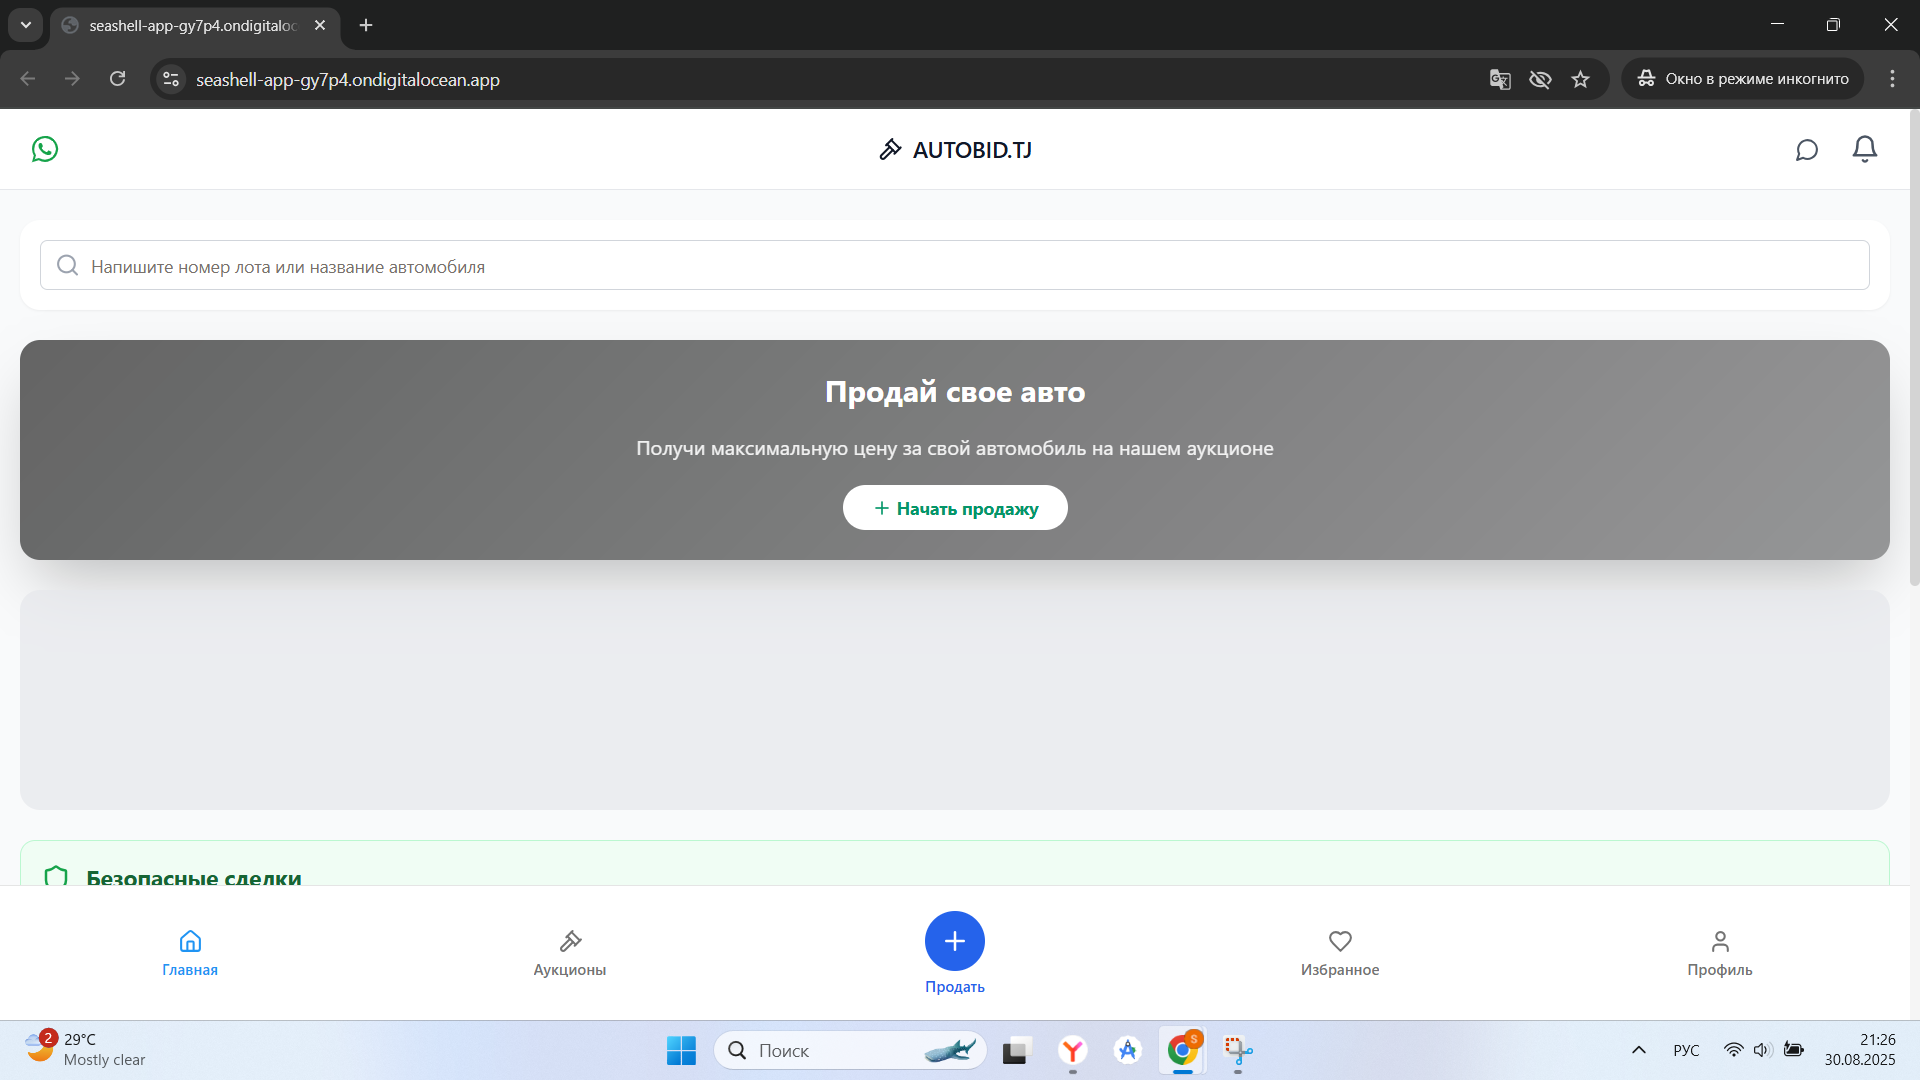 seashell-app-gy7p4.ondigitaloc
seashell-app-gy7p4.ondigitalocean.app
Окно в режиме инкогнито
AUTOBID.TJ
Напишите номер лота или название автомобиля
Продай свое авто
Получи максимальную цену за свой автомобиль на нашем аукционе
+ Начать продажу
Безопасные сделки
Главная
Аукционы
Продать
Избранное
Профиль
2
29°C
Mostly clear
Поиск
S
РУС
21:26
30.08.2025